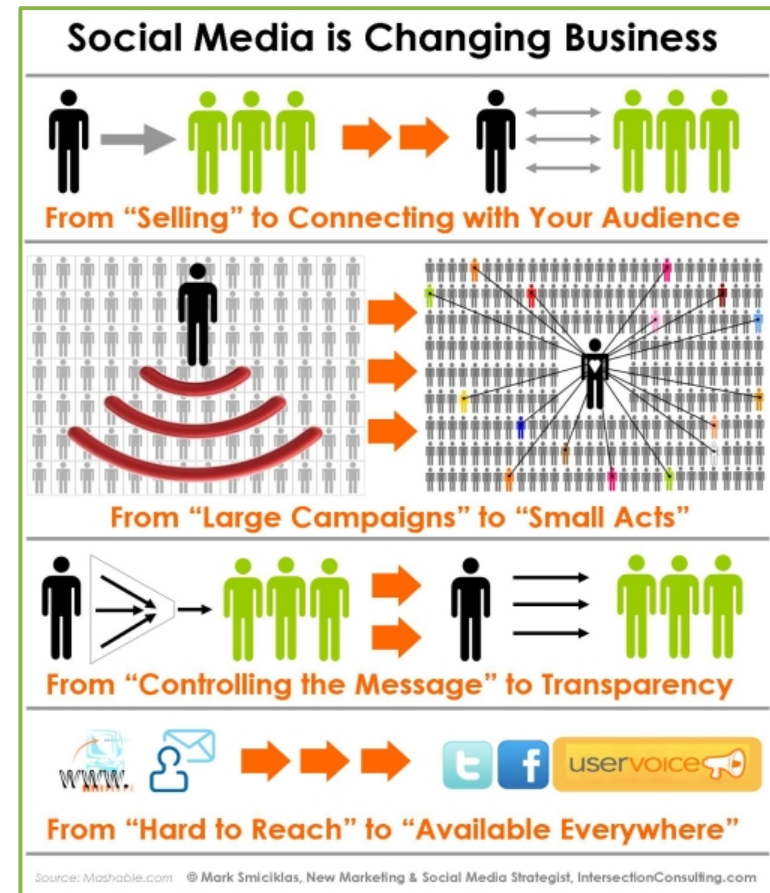 Social Media is Changing Business
From “Selling” to Connecting with Your Audience
From “Large Campaigns” to “Small Acts”
From “Controlling the Message” to Transparency
www.
t f uservoice
From “Hard to Reach” to “Available Everywhere”
Source: Mashable.com © Mark Smiciklas, New Marketing & Social Media Strategist, IntersectionConsulting.com